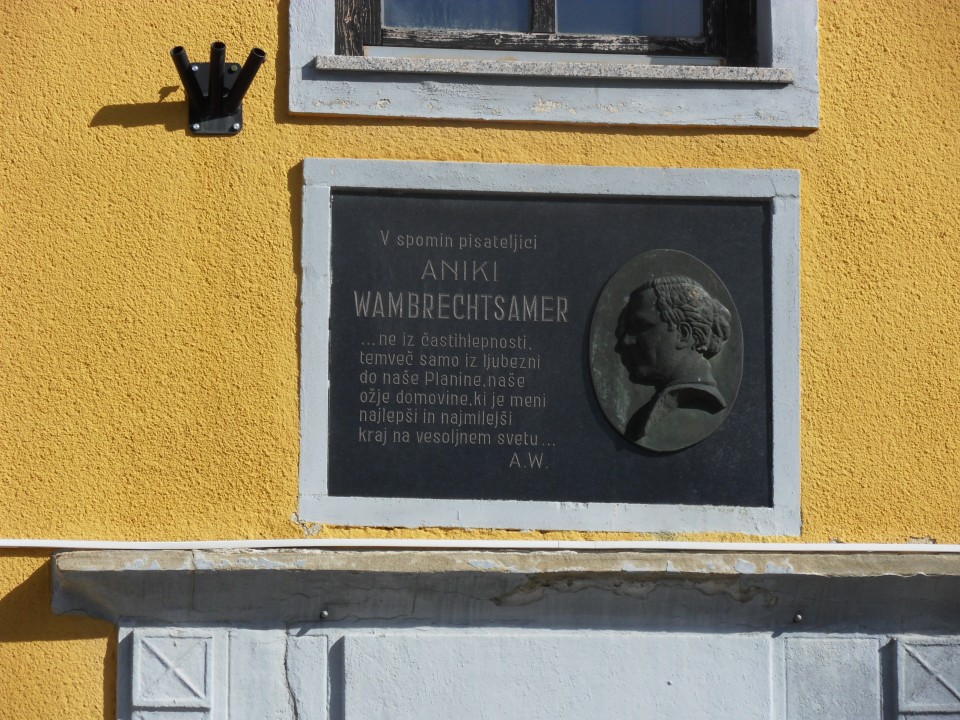 V spomin pisateljici
ANIKI
WAMBRECHTSAMER
...ne iz častihlepnosti,
temveč samo iz ljubezni
do naše Planine, naše
ožje domovine, ki je meni
najlepši in najmilejši
kraj na vesoljnem svetu...
A.W.